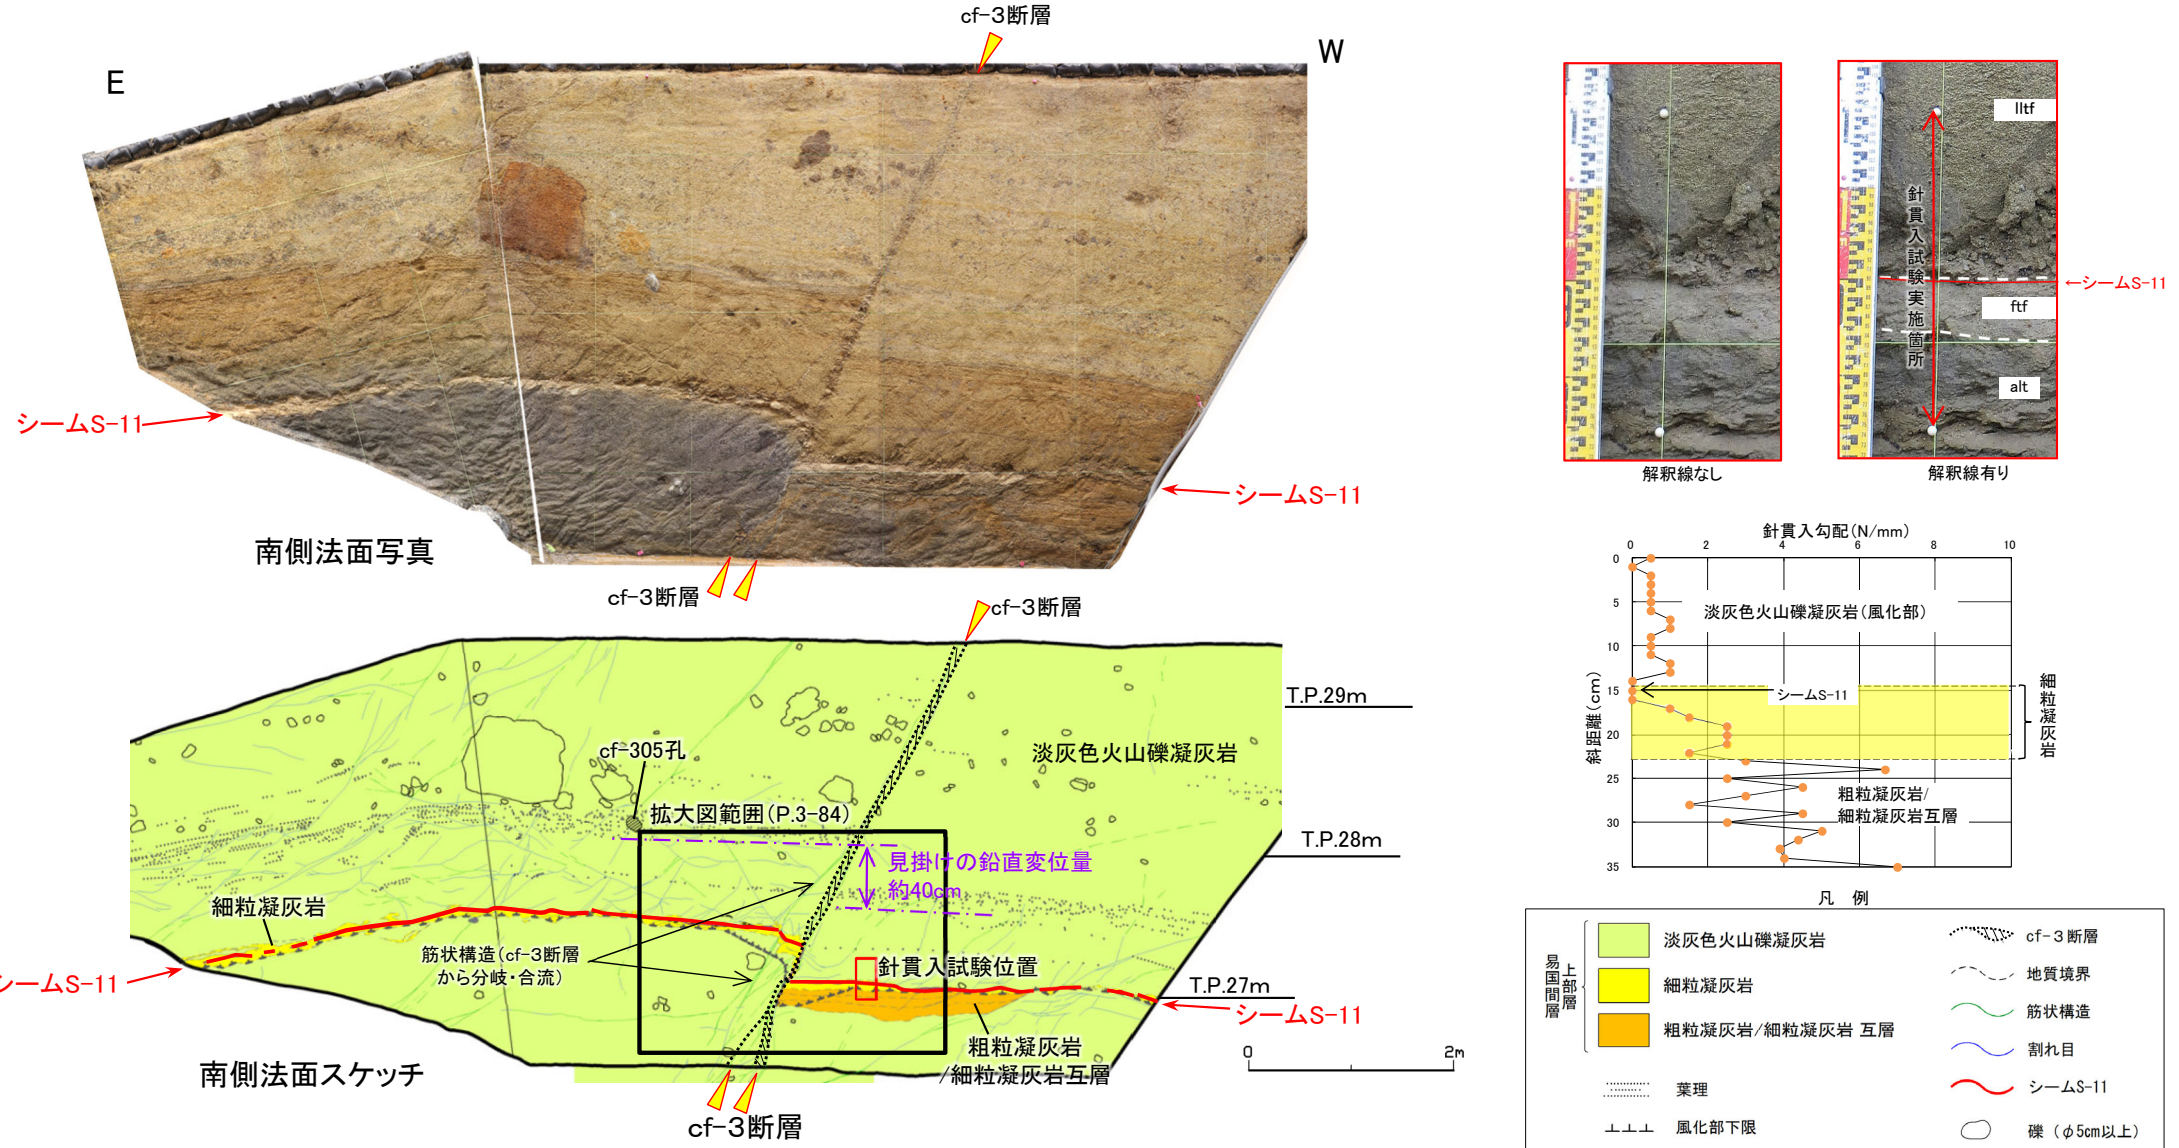 cf-3断層
E
W
シームS-11
シームS-11
南側法面写真
cf-3断層
cf-3断層
T.P.29m
淡灰色火山礫凝灰岩
cf-305孔
拡大図範囲(P.3-84)
T.P.28m
見掛けの鉛直変位量
約40cm
細粒凝灰岩
筋状構造(cf-3断層
から分岐・合流)
針貫入試験位置
T.P.27m
シームS-11
シームS-11
粗粒凝灰岩
/細粒凝灰岩互層
0
2m
南側法面スケッチ
cf-3断層
lltf
針貫入試験実施箇所
←シームS-11
ftf
alt
解釈線なし
解釈線有り
針貫入勾配(N/mm)
0 2 4 6 8 10
0
5
10
15
20
25
30
35
斜距離(cm)
淡灰色火山礫凝灰岩(風化部)
シームS-11
細粒凝灰岩
粗粒凝灰岩/
細粒凝灰岩互層
凡 例
易国間層
上部層
淡灰色火山礫凝灰岩
細粒凝灰岩
粗粒凝灰岩/細粒凝灰岩 互層
葉理
風化部下限
cf-3断層
地質境界
筋状構造
割れ目
シームS-11
礫(φ5cm以上)